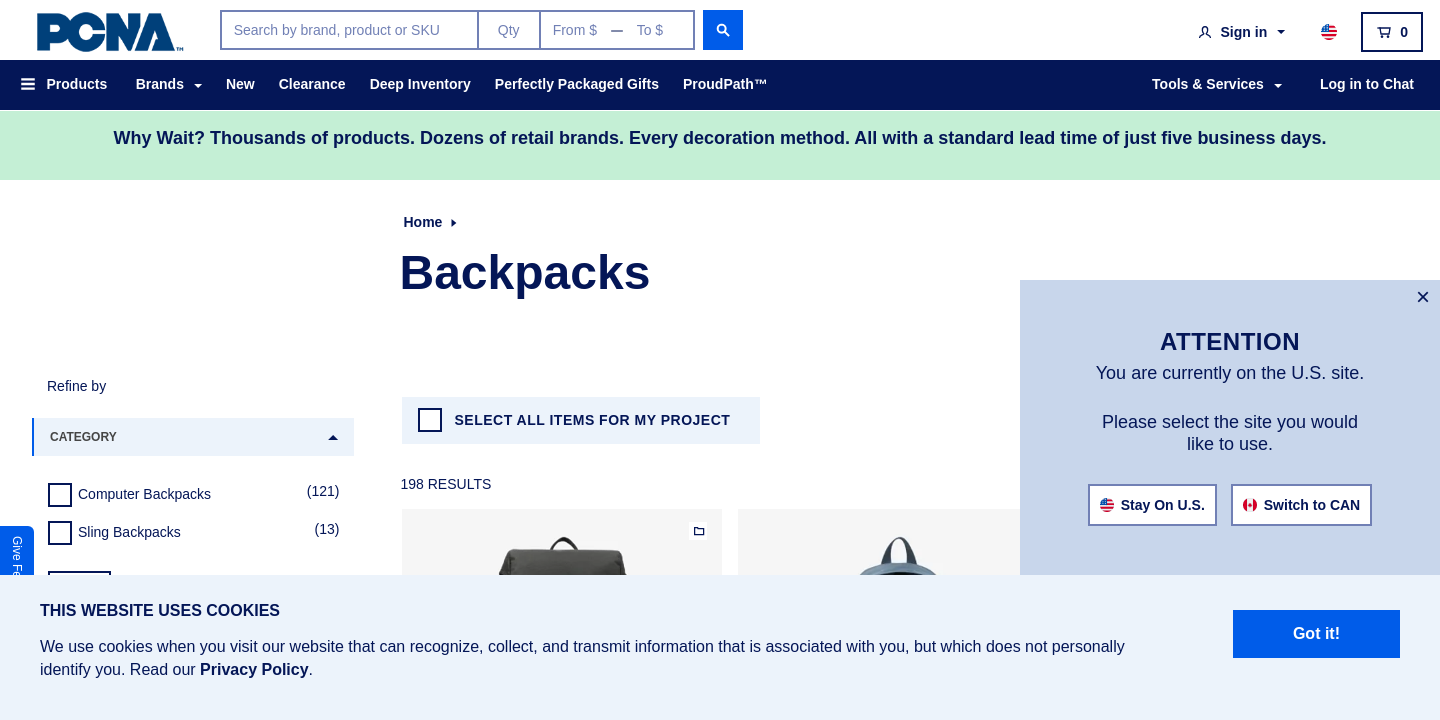 PCNA™
Search by brand, product or SKU
Qty
From $ — To $
Sign in
0
Products
Brands
New
Clearance
Deep Inventory
Perfectly Packaged Gifts
ProudPath™
Tools & Services
Log in to Chat
Why Wait? Thousands of products. Dozens of retail brands. Every decoration method. All with a standard lead time of just five business days.
Home
Backpacks
ATTENTION
You are currently on the U.S. site.
Please select the site you would
like to use.
Stay On U.S.
Switch to CAN
Refine by
CATEGORY
Computer Backpacks (121)
Sling Backpacks (13)
SELECT ALL ITEMS FOR MY PROJECT
198 RESULTS
Give
THIS WEBSITE USES COOKIES
We use cookies when you visit our website that can recognize, collect, and transmit information that is associated with you, but which does not personally
identify you. Read our Privacy Policy.
Got it!